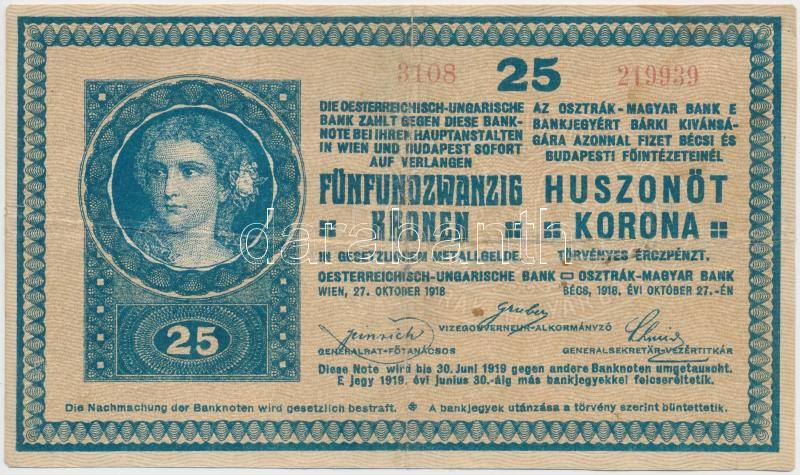 3108 25 219939
DIE OESTERREICHISCH-UNGARISCHE
BANK ZAHLT GEGEN DIESE BANK-
NOTE BEI IHREN HAUPTANSTALTEN
IN WIEN UND BUDAPEST SOFORT
AUF VERLANGEN
FÜNFUNDZWANZIG
KRONEN
IN GESETZLICHEM METALLGELDE.
AZ OSZTRÁK-MAGYAR BANK E
BANKJEGYÉRT BÁRKI KIVÁNSÁ-
GÁRA AZONNAL FIZET BÉCSI ÉS
BUDAPESTI FŐINTÉZETEINÉL
HUSZONÖT
KORONA
TÖRVÉNYES ÉRCZPÉNZT.
OESTERREICHISCH-UNGARISCHE BANK OSZTRÁK-MAGYAR BANK
WIEN, 27. OKTOBER 1918
BÉCS, 1918. ÉVI OKTÓBER 27.-ÉN
darabanth
25
Gruber
VIZEGOUVERNEUR-ALKORMÁNYZÓ
GENERALRAT-FŐTANÁCSOS
GENERALSEKRETÄR-VEZÉRTITKÁR
Diese Note wird bis 30. Juni 1919 gegen andere Banknoten umgetauscht.
E jegy 1919. évi junius 30.-áig más bankjegyekkel felcseréltetik.
Die Nachmachung der Banknoten wird gesetzlich bestraft. A bankjegyek utánzása a törvény szerint büntettetik.